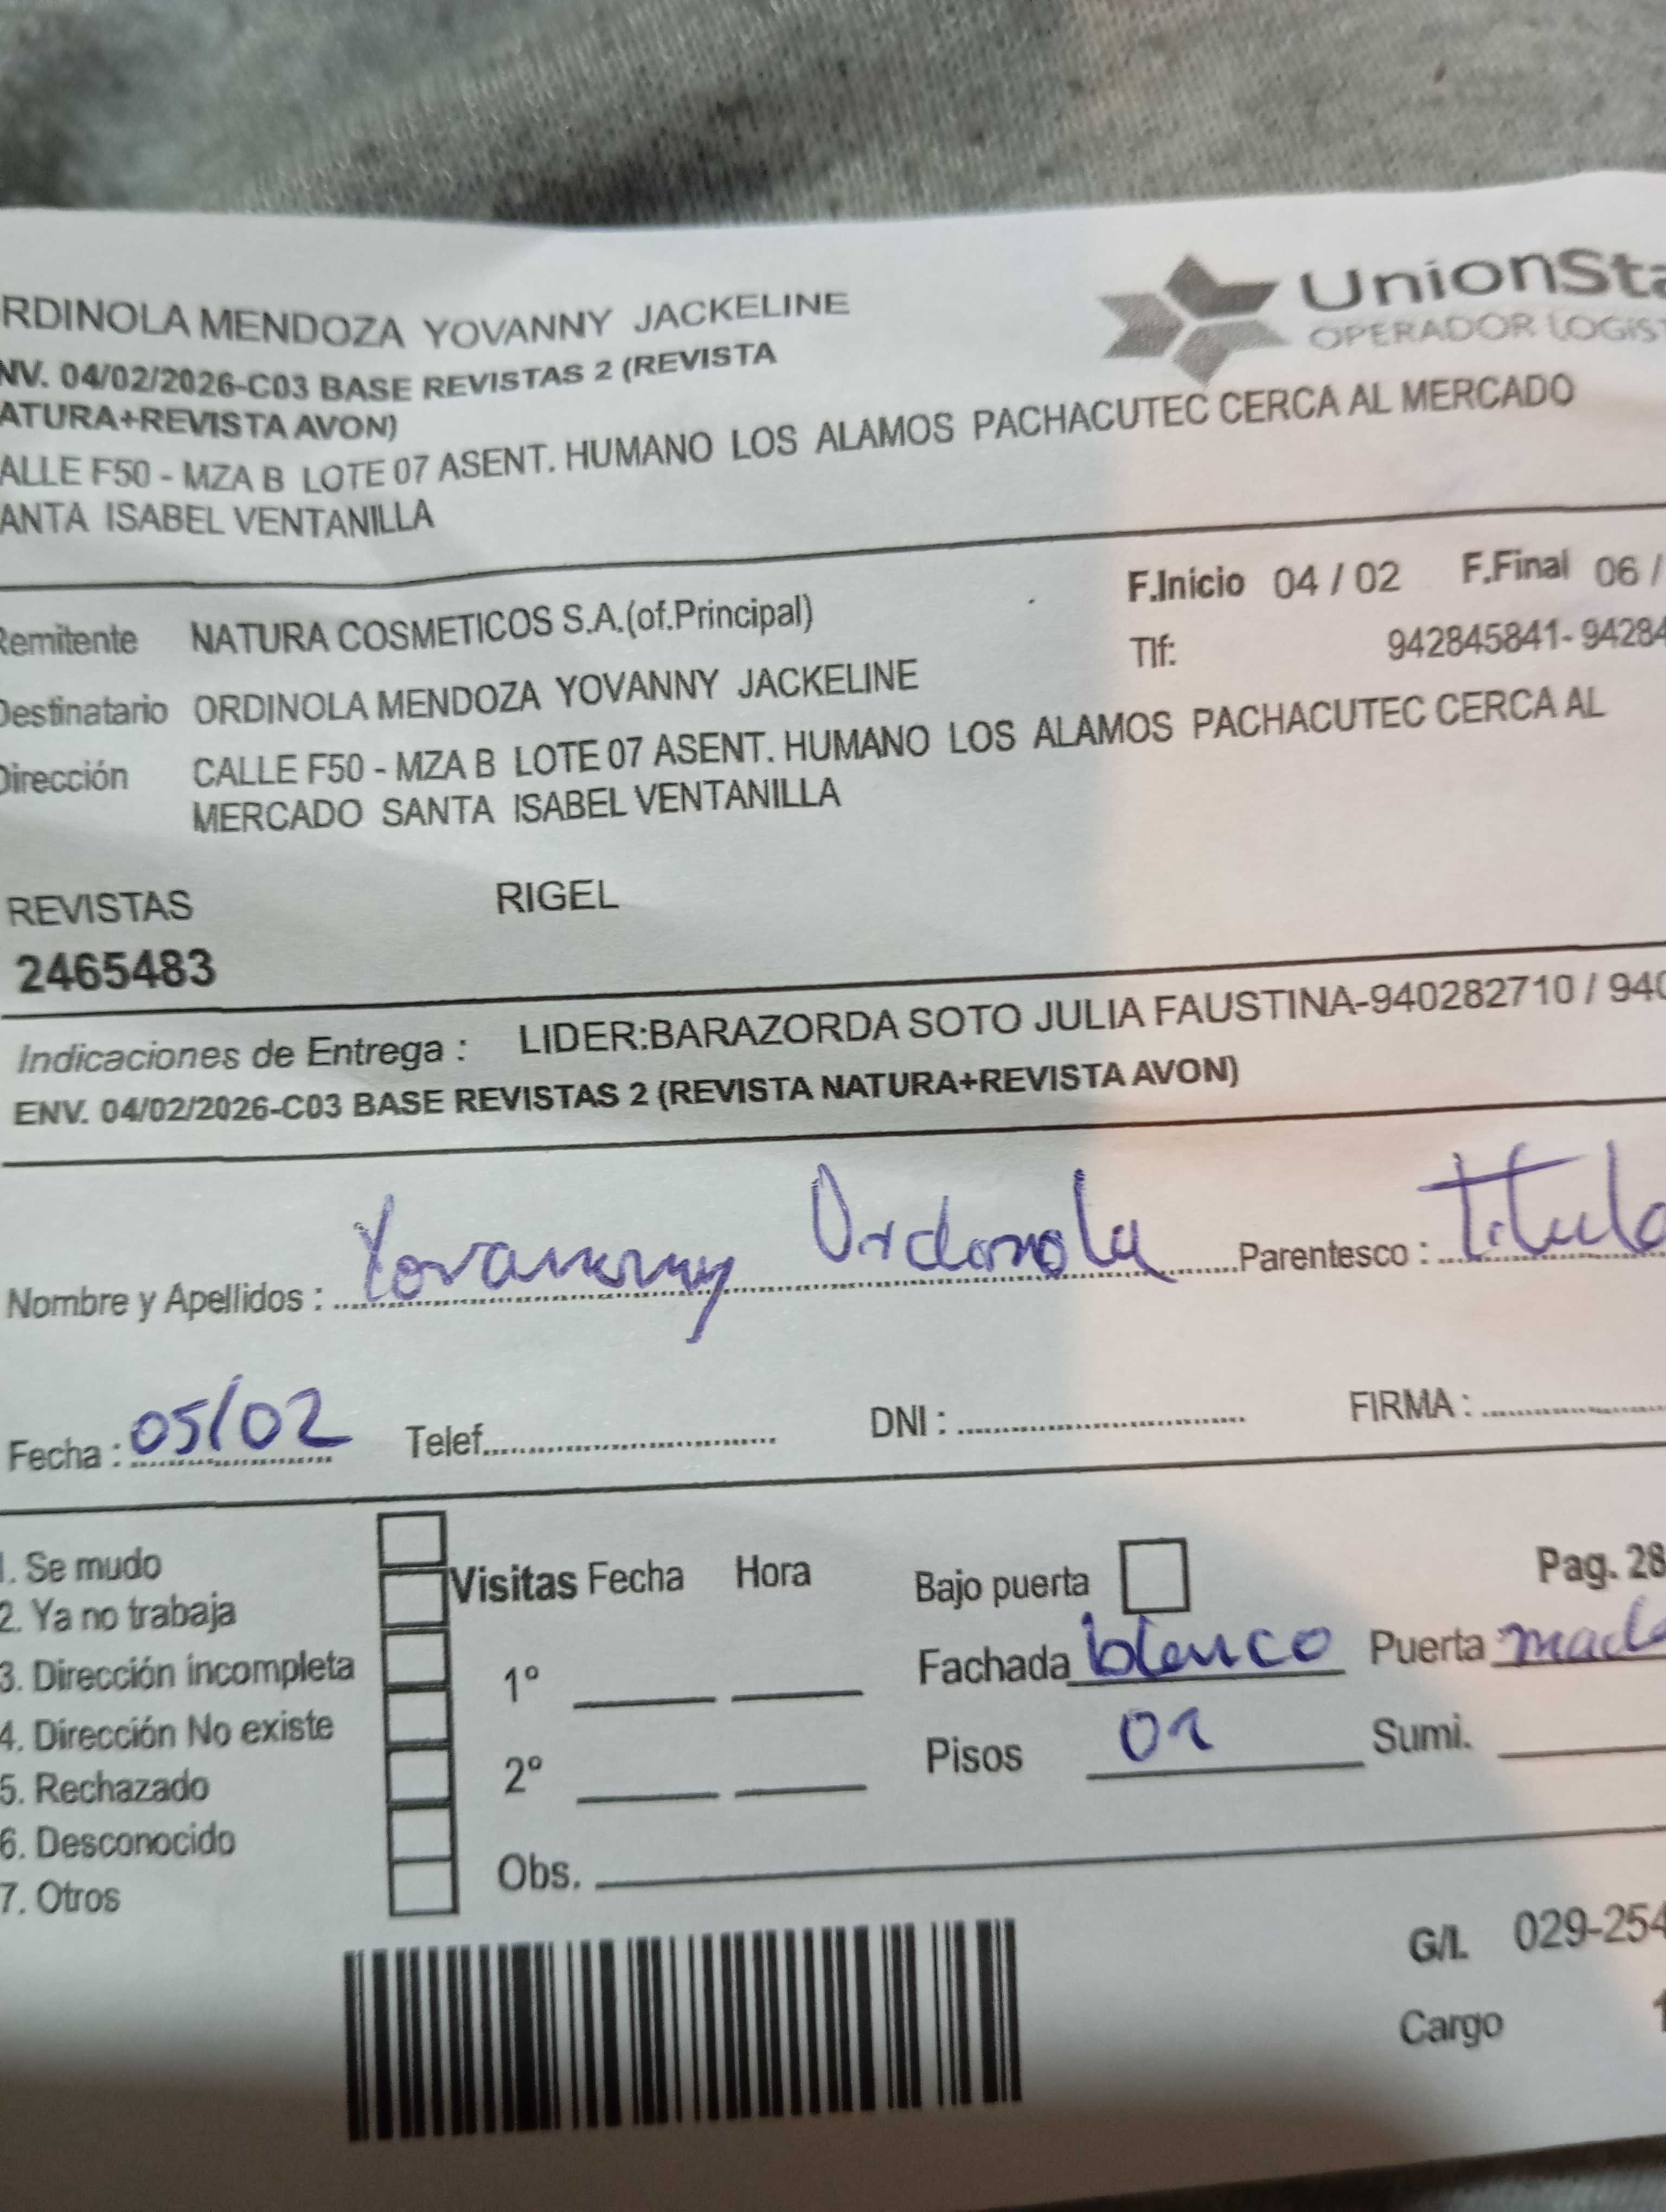 RDINOLA MENDOZA YOVANNY JACKELINE
UnionSta
OPERADOR LOGIST
NV. 04/02/2026-C03 BASE REVISTAS 2 (REVISTA
ATURA+REVISTA AVON)
ALLE F50 - MZA B LOTE 07 ASENT. HUMANO LOS ALAMOS PACHACUTEC CERCA AL MERCADO
ANTA ISABEL VENTANILLA
F.Inicio 04 / 02 F.Final 06 /
Remitente NATURA COSMETICOS S.A.(of.Principal)
Tlf: 942845841- 94284
Destinatario ORDINOLA MENDOZA YOVANNY JACKELINE
Dirección CALLE F50 - MZA B LOTE 07 ASENT. HUMANO LOS ALAMOS PACHACUTEC CERCA AL
MERCADO SANTA ISABEL VENTANILLA
REVISTAS RIGEL
2465483
Indicaciones de Entrega : LIDER:BARAZORDA SOTO JULIA FAUSTINA-940282710 / 940
ENV. 04/02/2026-C03 BASE REVISTAS 2 (REVISTA NATURA+REVISTA AVON)
Nombre y Apellidos : Yovanny Ordonola Parentesco : Titula
Fecha : 05/02 Telef. DNI : FIRMA :
1. Se mudo
2. Ya no trabaja
3. Dirección incompleta
4. Dirección No existe
5. Rechazado
6. Desconocido
7. Otros
Visitas Fecha Hora
1º
2º
Obs.
Bajo puerta Pag. 28
Fachada blanco Puerta made
Pisos 01 Sumi.
G/I. 029-254
Cargo 1